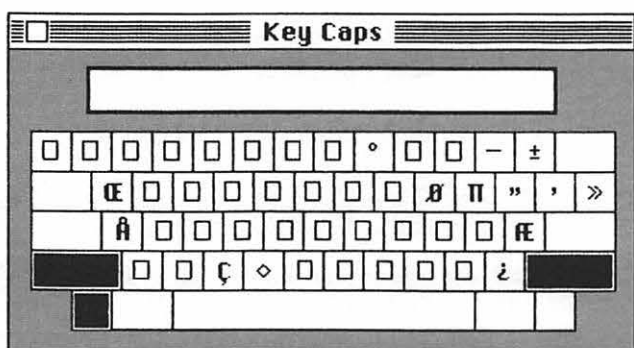 Key Caps
□ □ □ □ □ □ □ □ ° □ □ — ±
Œ □ □ □ □ □ □ □ Ø ∏ ” ’ »
Å □ □ □ □ □ □ □ □ □ Æ
□ □ Ç ◊ □ □ □ □ □ ¿